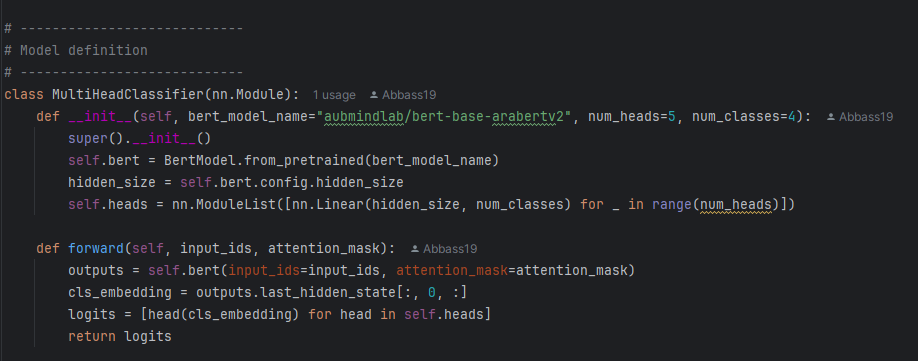 # ----------------------------
# Model definition
# ----------------------------
class MultiHeadClassifier(nn.Module): 1 usage Abbass19
    def __init__(self, bert_model_name="aubmindlab/bert-base-arabertv2", num_heads=5, num_classes=4): Abbass19
        super().__init__()
        self.bert = BertModel.from_pretrained(bert_model_name)
        hidden_size = self.bert.config.hidden_size
        self.heads = nn.ModuleList([nn.Linear(hidden_size, num_classes) for _ in range(num_heads)])
    def forward(self, input_ids, attention_mask): Abbass19
        outputs = self.bert(input_ids=input_ids, attention_mask=attention_mask)
        cls_embedding = outputs.last_hidden_state[:, 0, :]
        logits = [head(cls_embedding) for head in self.heads]
        return logits